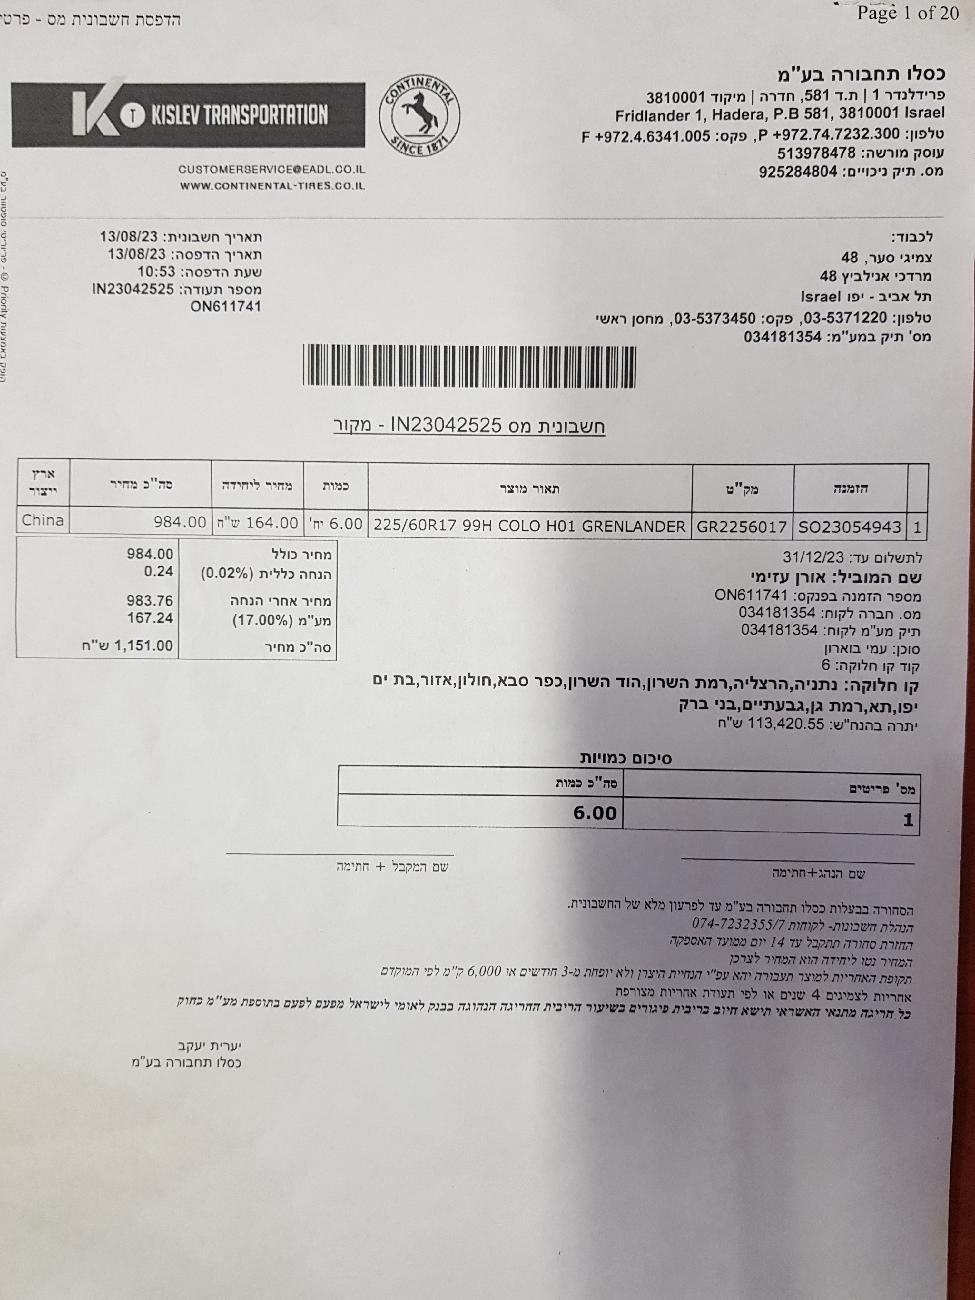 הדפסת חשבונית מס - פרטי
Page 1 of 20
KT KISLEV TRANSPORTATION
CONTINENTAL
SINCE 1871
CUSTOMERSERVICE@EADL.CO.IL
WWW.CONTINENTAL-TIRES.CO.IL
כסלו תחבורה בע"מ
פרידלנדר 1 | ת.ד 581, חדרה | מיקוד 3810001
Fridlander 1, Hadera, P.B 581, 3810001 Israel
טלפון: P +972.74.7232.300, פקס: F +972.4.6341.005
עוסק מורשה: 513978478
מס. תיק ניכויים: 925284804
תאריך חשבונית: 13/08/23
תאריך הדפסה: 13/08/23
שעת הדפסה: 10:53
מספר תעודה: IN23042525
ON611741
לכבוד:
צמיגי סער, 48
מרדכי אנילביץ 48
תל אביב - יפו Israel
טלפון: 03-5371220, פקס: 03-5373450, מחסן ראשי
מס' תיק במע"מ: 034181354
חשבונית מס IN23042525 - מקור
הזמנה מק"ט תאור מוצר כמות מחיר ליחידה סה"כ מחיר ארץ ייצור
1 SO23054943 GR2256017 225/60R17 99H COLO H01 GRENLANDER 6.00 יח' 164.00 ש"ח 984.00 China
מחיר כולל 984.00
הנחה כללית (0.02%) 0.24
מחיר אחרי הנחה 983.76
מע"מ (17.00%) 167.24
סה"כ מחיר 1,151.00 ש"ח
לתשלום עד: 31/12/23
שם המוביל: אורן עזימי
מספר הזמנה בפנקס: ON611741
מס. חברה לקוח: 034181354
תיק מע"מ לקוח: 034181354
סוכן: עמי בוארון
קוד קו חלוקה: 6
קו חלוקה: נתניה,הרצליה,רמת השרון,הוד השרון,כפר סבא,חולון,אזור,בת ים
יפו,תא,רמת גן,גבעתיים,בני ברק
יתרה בהנח"ש: 113,420.55 ש"ח
סיכום כמויות
מס' פריטים סה"כ כמות
1 6.00
שם הנהג+חתימה
שם המקבל + חתימה
הסחורה בבעלות כסלו תחבורה בע"מ עד לפרעון מלא של החשבונית.
הנהלת חשבונות- לקוחות 074-7232355/7
החזרת סחורה תתקבל עד 14 יום ממועד האספקה
המחיר נטו ליחידה הוא המחיר לצרכן
תקופת האחריות למוצר תעבורה יהא עפ"י הנחיית היצרן ולא יופחת מ-3 חודשים או 6,000 ק"מ לפי המוקדם
אחריות לצמיגים 4 שנים או לפי תעודת אחריות מצורפת
כל חריגה מתנאי האשראי תישא חיוב בריבית פיגורים בשיעור הריבית החריגה הנהוגה בבנק לאומי לישראל מפעם לפעם בתוספת מע"מ כחוק
יערית יעקב
כסלו תחבורה בע"מ